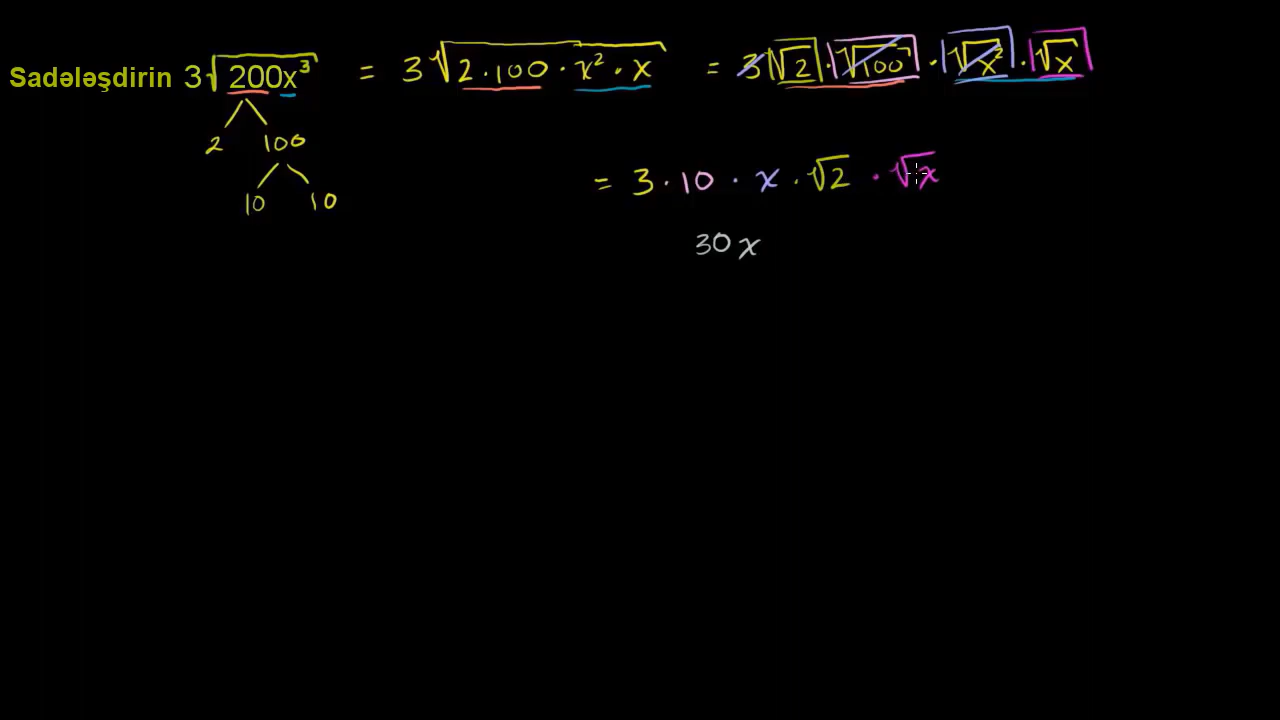 Sadələşdirin 3√200x³ = 3√2·100·x²·x = 3√2·√100·√x²·√x
2 100
= 3·10·x·√2·√x
10 10
30x